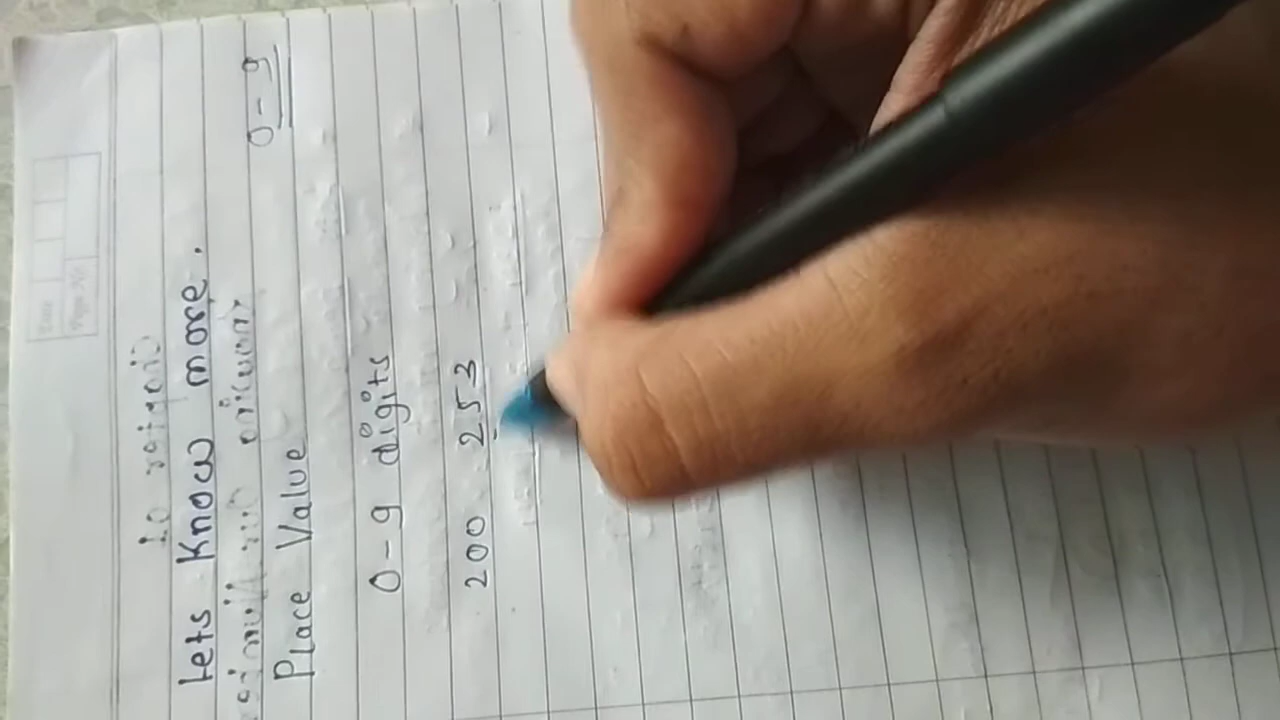 Lets Know more.
0-9
Place Value
0-9 digits
200 253